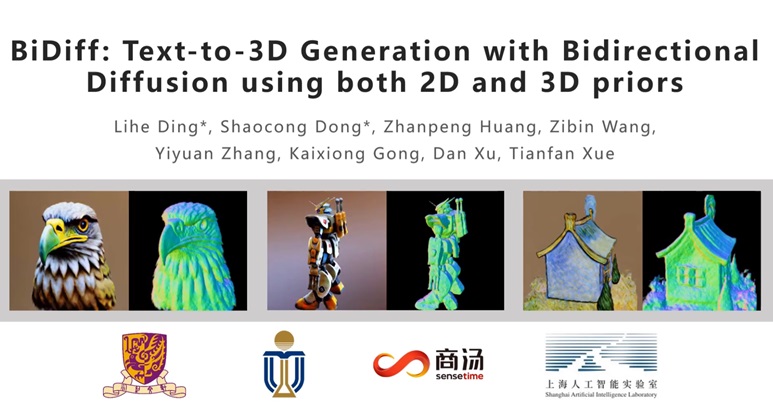 BiDiff: Text-to-3D Generation with Bidirectional
Diffusion using both 2D and 3D priors
Lihe Ding*, Shaocong Dong*, Zhanpeng Huang, Zibin Wang,
Yiyuan Zhang, Kaixiong Gong, Dan Xu, Tianfan Xue
商汤
sensetime
上海人工智能实验室
Shanghai Artificial Intelligence Laboratory